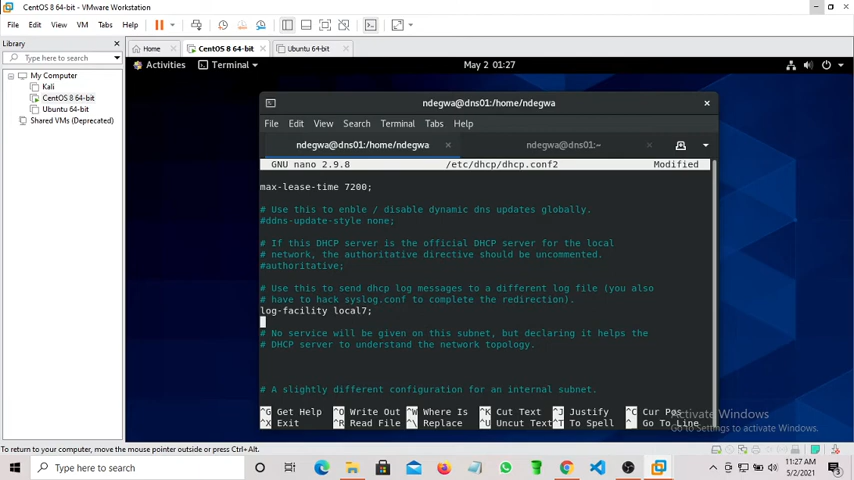 CentOS 8 64-bit - VMware Workstation
File Edit View VM Tabs Help
Library
Type here to search
My Computer
Kali
CentOS 8 64-bit
Ubuntu 64-bit
Shared VMs (Deprecated)
Home CentOS 8 64-bit Ubuntu 64-bit
Activities Terminal May 2 01:27
ndegwa@dns01:/home/ndegwa
File Edit View Search Terminal Tabs Help
ndegwa@dns01:/home/ndegwa ndegwa@dns01:~
GNU nano 2.9.8 /etc/dhcp/dhcp.conf2 Modified
max-lease-time 7200;
# Use this to enble / disable dynamic dns updates globally.
#ddns-update-style none;
# If this DHCP server is the official DHCP server for the local
# network, the authoritative directive should be uncommented.
#authoritative;
# Use this to send dhcp log messages to a different log file (you also
# have to hack syslog.conf to complete the redirection).
log-facility local7;
# No service will be given on this subnet, but declaring it helps the
# DHCP server to understand the network topology.
# A slightly different configuration for an internal subnet.
^G Get Help ^O Write Out ^W Where Is ^K Cut Text ^J Justify ^C Cur Pos
^X Exit ^R Read File ^\ Replace ^U Uncut Text ^T To Spell ^_ Go To Line
Activate Windows
Go to Settings to activate Windows.
To return to your computer, move the mouse pointer outside or press Ctrl+Alt.
Type here to search
11:27 AM
5/2/2021
3